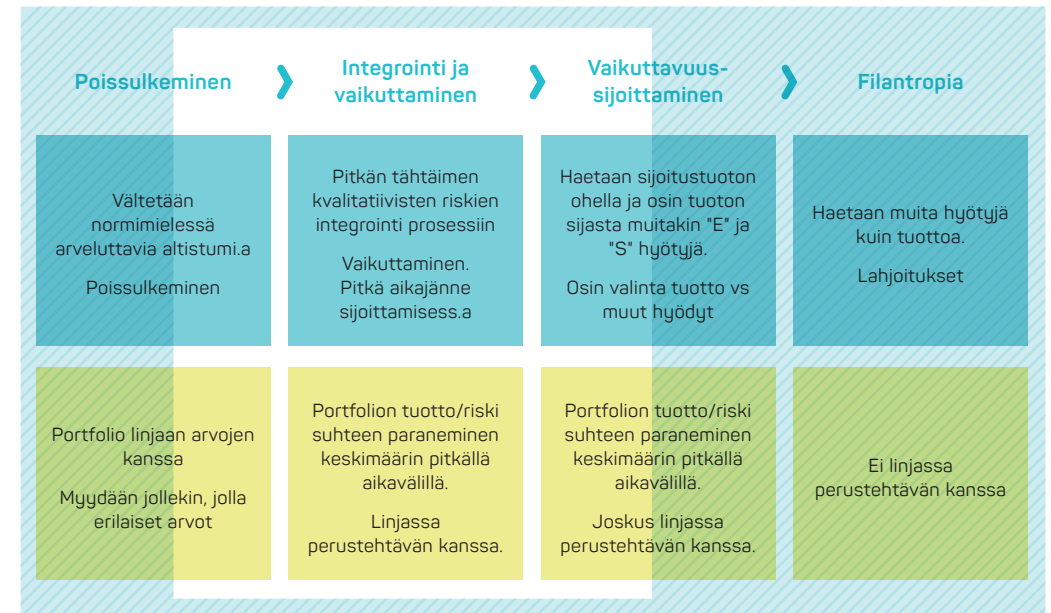 Poissulkeminen
Integrointi ja
vaikuttaminen
Vaikuttavuus-
sijoittaminen
Filantropia
Vältetään
normimielessä
arveluttavia altistumi.a
Poissulkeminen
Pitkän tähtäimen
kvalitatiivisten riskien
integrointi prosessiin
Vaikuttaminen.
Pitkä aikajänne
sijoittamisess.a
Haetaan sijoitustuoton
ohella ja osin tuoton
sijasta muitakin "E" ja
"S" hyötyjä.
Osin valinta tuotto vs
muut hyödyt
Haetaan muita hyötyjä
kuin tuottoa.
Lahjoitukset
Portfolio linjaan arvojen
kanssa
Myydään jollekin, jolla
erilaiset arvot
Portfolion tuotto/riski
suhteen paraneminen
keskimäärin pitkällä
aikavälillä.
Linjassa
perustehtävän kanssa.
Portfolion tuotto/riski
suhteen paraneminen
keskimäärin pitkällä
aikavälillä.
Joskus linjassa
perustehtävän kanssa.
Ei linjassa
perustehtävän kanssa